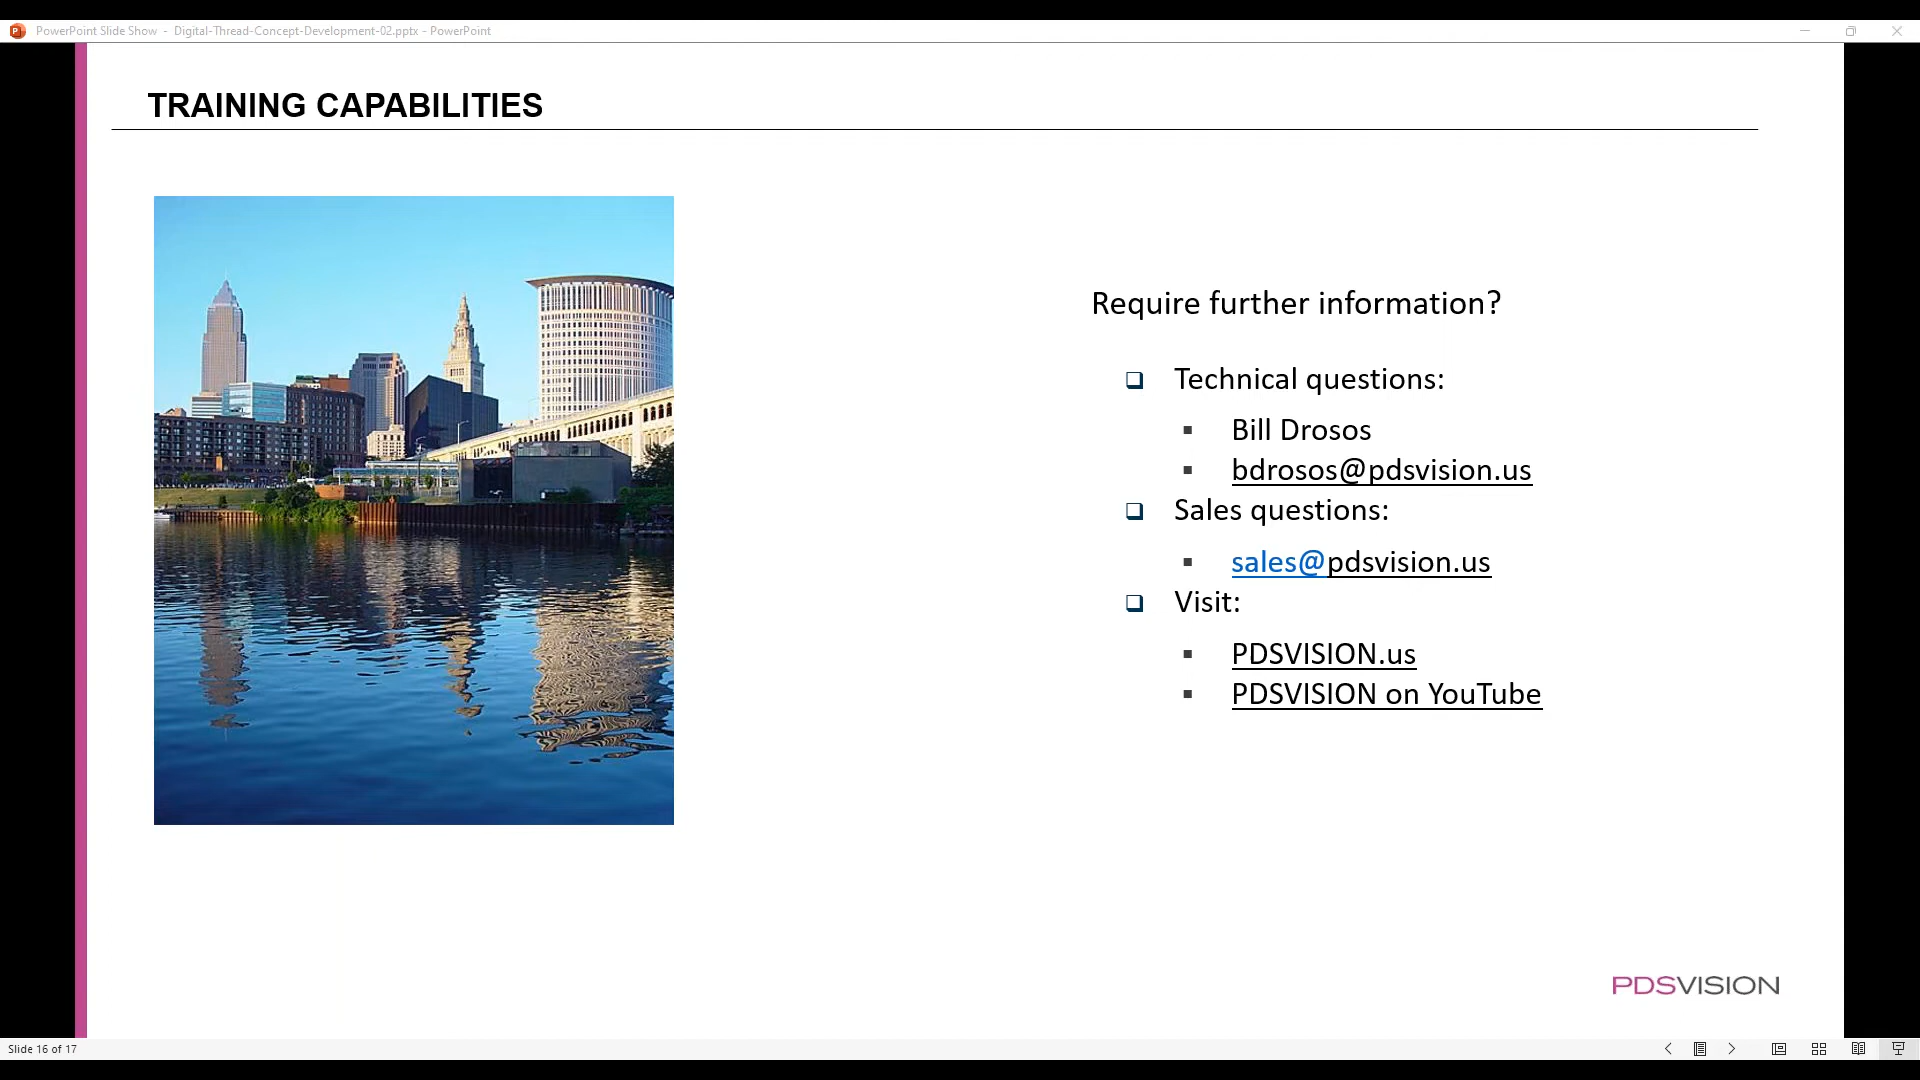 PowerPoint Slide Show - Digital-Thread-Concept-Development-02.pptx - PowerPoint
TRAINING CAPABILITIES
Require further information?
Technical questions:
Bill Drosos
bdrosos@pdsvision.us
Sales questions:
sales@pdsvision.us
Visit:
PDSVISION.us
PDSVISION on YouTube
PDSVISION
Slide 16 of 17